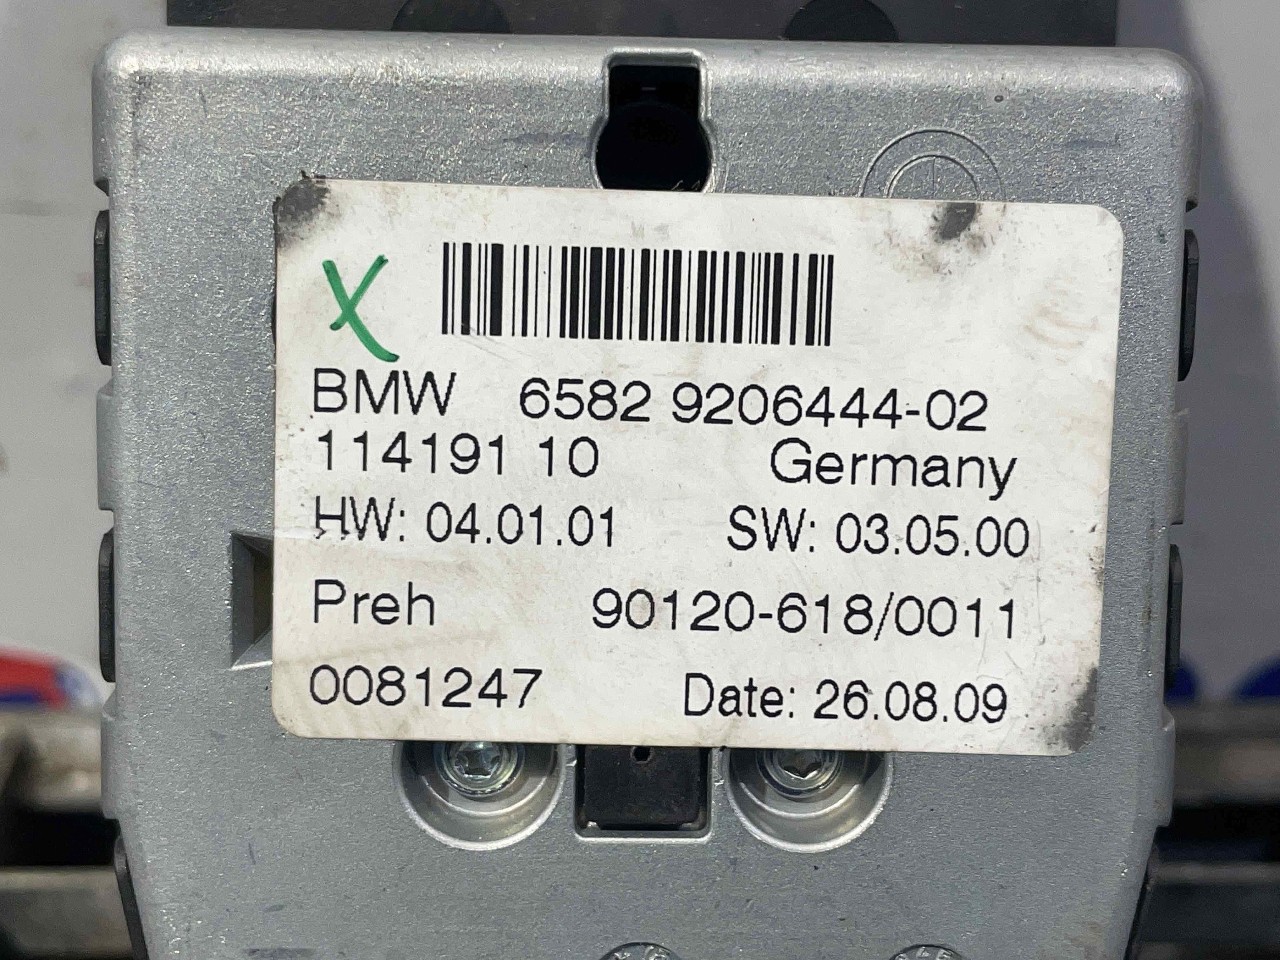 X
BMW 6582 9206444-02
114191 10 Germany
HW: 04.01.01 SW: 03.05.00
Preh 90120-618/0011
0081247 Date: 26.08.09